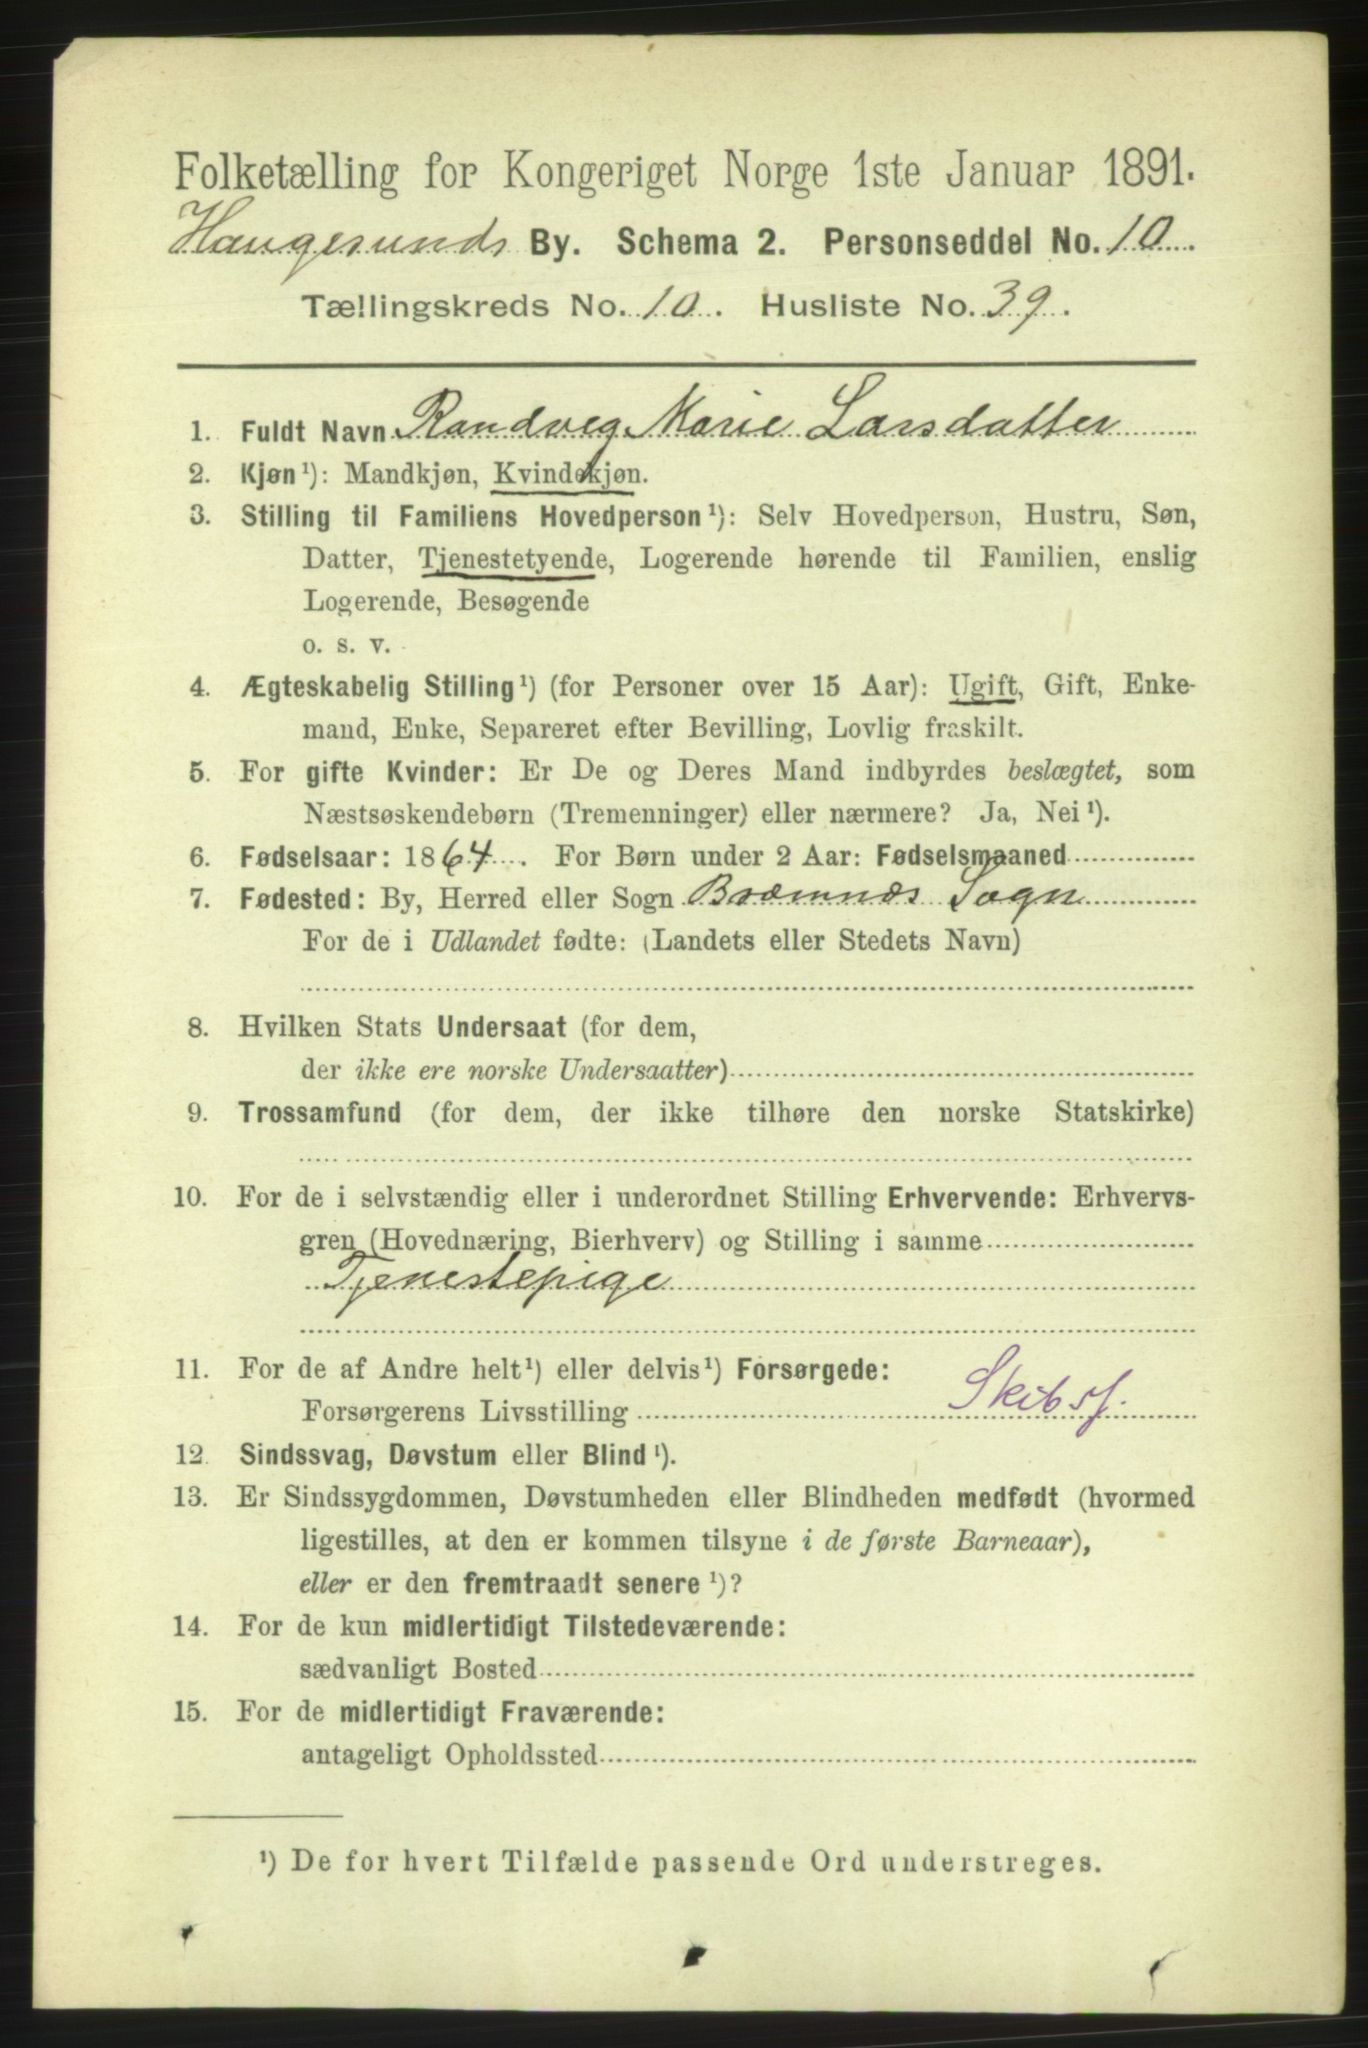 Folketælling for Kongeriget Norge 1ste Januar 1891.
Haugesunds By. Schema 2. Personseddel No. 10.
Tællingskreds No. 10. Husliste No. 39.
1. Fuldt Navn Randveg Marie Larsdatter
2. Kjøn¹): Mandkjøn, Kvindekjøn.
3. Stilling til Familiens Hovedperson¹): Selv Hovedperson, Hustru, Søn,
Datter, Tjenestetyende, Logerende hørende til Familien, enslig
Logerende, Besøgende
o. s. v.
4. Ægteskabelig Stilling¹) (for Personer over 15 Aar): Ugift, Gift, Enke-
mand, Enke, Separeret efter Bevilling, Lovlig fraskilt.
5. For gifte Kvinder: Er De og Deres Mand indbyrdes beslægtet, som
Næstsøskendebørn (Tremenninger) eller nærmere? Ja, Nei¹).
6. Fødselsaar: 1864. For Børn under 2 Aar: Fødselsmaaned
7. Fødested: By, Herred eller Sogn Bræmnæs Sogn
For de i Udlandet fødte: (Landets eller Stedets Navn)
8. Hvilken Stats Undersaat (for dem,
der ikke ere norske Undersaatter)
9. Trossamfund (for dem, der ikke tilhøre den norske Statskirke)
10. For de i selvstændig eller i underordnet Stilling Erhvervende: Erhvervs-
gren (Hovednæring, Bierhverv) og Stilling i samme
Tjenestepige
11. For de af Andre helt¹) eller delvis¹) Forsørgede:
Forsørgerens Livsstilling Skibsf.
12. Sindssvag, Døvstum eller Blind¹).
13. Er Sindssygdommen, Døvstumheden eller Blindheden medfødt (hvormed
ligestilles, at den er kommen tilsyne i de første Barneaar),
eller er den fremtraadt senere¹)?
14. For de kun midlertidigt Tilstedeværende:
sædvanligt Bosted
15. For de midlertidigt Fraværende:
antageligt Opholdssted
¹) De for hvert Tilfælde passende Ord understreges.